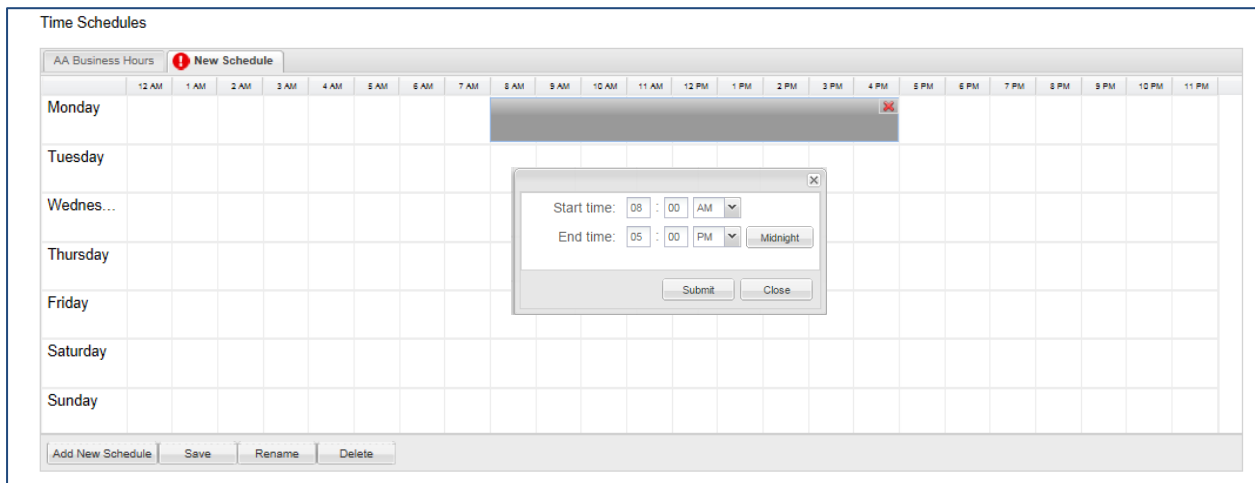 Time Schedules
AA Business Hours ! New Schedule
12 AM 1 AM 2 AM 3 AM 4 AM 5 AM 6 AM 7 AM 8 AM 9 AM 10 AM 11 AM 12 PM 1 PM 2 PM 3 PM 4 PM 5 PM 6 PM 7 PM 8 PM 9 PM 10 PM 11 PM
Monday
Tuesday
Wednes...
Start time: 08 : 00 AM
End time: 05 : 00 PM Midnight
Thursday
Submit Close
Friday
Saturday
Sunday
Add New Schedule Save Rename Delete